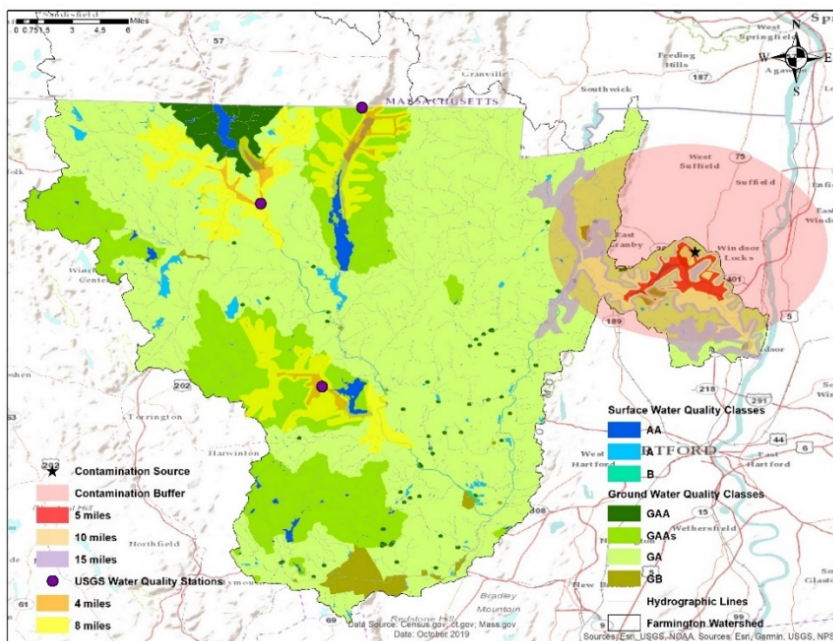 Miles
0 0.75 1.5 3 4.5 6
57
Granville
MASSACHUSETTS
Southwick
West Springfield
Feeding Hills
187
Agawam
N
W E
S
West Suffield
75
Suffield
East Granby
Windsor Locks
401
5
189
202
Torrington
Harwinton
218
291
West Hartford
44
East Hartford
6
15
Wethersfield
Northfield
Bradley Mountain
Redstone Hill
69
61
99
Contamination Source
Contamination Buffer
5 miles
10 miles
15 miles
USGS Water Quality Stations
4 miles
8 miles
Surface Water Quality Classes
AA
A
B
Ground Water Quality Classes
GAA
GAAs
GA
GB
Hydrographic Lines
Farmington Watershed
Data Source: Census.gov, ct.gov, Mass.gov
Date: October 2019
Sources: Esri, USGS, NOAA, Sources: Esri, Garmin, USGS,